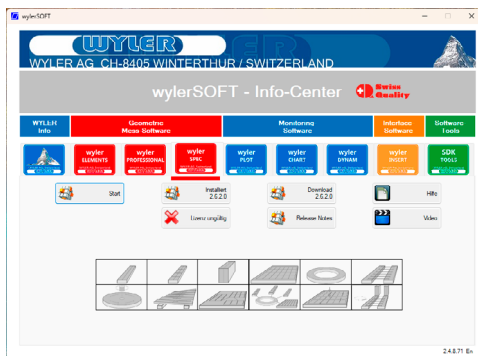 wylerSOFT
WYLER
WYLER AG CH-8405 WINTERTHUR / SWITZERLAND
wylerSOFT - Info-Center
Swiss
Quality
WYLER
Info
Geometrie
Mess Software
Monitoring
Software
Interface
Software
Software
Tools
wyler
ELEMENTS
wyler
PROFESSIONAL
wyler
SPEC
wyler
PLOT
wyler
CHART
wyler
DYNAM
wyler
INSERT
SDK
TOOLS
Start
Installiert
2.6.2.0
Download
2.6.2.0
Hilfe
Lizenz ungültig
Release Notes
Video
2.4.8.71 En